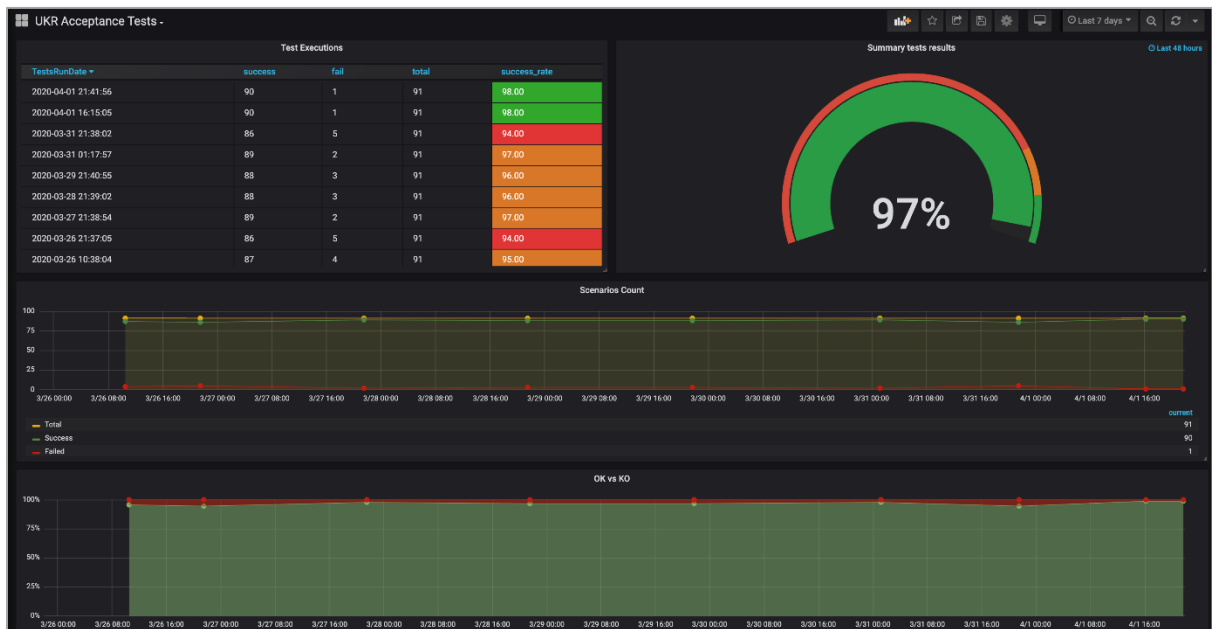 UKR Acceptance Tests -
Last 7 days
Test Executions
TestsRunDate success fail total success_rate
2020-04-01 21:41:56 90 1 91 98.00
2020-04-01 16:15:05 90 1 91 98.00
2020-03-31 21:38:02 86 5 91 94.00
2020-03-31 01:17:57 89 2 91 97.00
2020-03-29 21:40:55 88 3 91 96.00
2020-03-28 21:39:02 88 3 91 96.00
2020-03-27 21:38:54 89 2 91 97.00
2020-03-26 21:37:05 86 5 91 94.00
2020-03-26 10:38:04 87 4 91 95.00
Summary tests results
Last 48 hours
97%
Scenarios Count
100
75
50
25
0
3/26 00:00 3/26 08:00 3/26 16:00 3/27 00:00 3/27 08:00 3/27 16:00 3/28 00:00 3/28 08:00 3/28 16:00 3/29 00:00 3/29 08:00 3/29 16:00 3/30 00:00 3/30 08:00 3/30 16:00 3/31 00:00 3/31 08:00 3/31 16:00 4/1 00:00 4/1 08:00 4/1 16:00
current
Total 91
Success 90
Failed 1
OK vs KO
100%
75%
50%
25%
0%
3/26 00:00 3/26 08:00 3/26 16:00 3/27 00:00 3/27 08:00 3/27 16:00 3/28 00:00 3/28 08:00 3/28 16:00 3/29 00:00 3/29 08:00 3/29 16:00 3/30 00:00 3/30 08:00 3/30 16:00 3/31 00:00 3/31 08:00 3/31 16:00 4/1 00:00 4/1 08:00 4/1 16:00